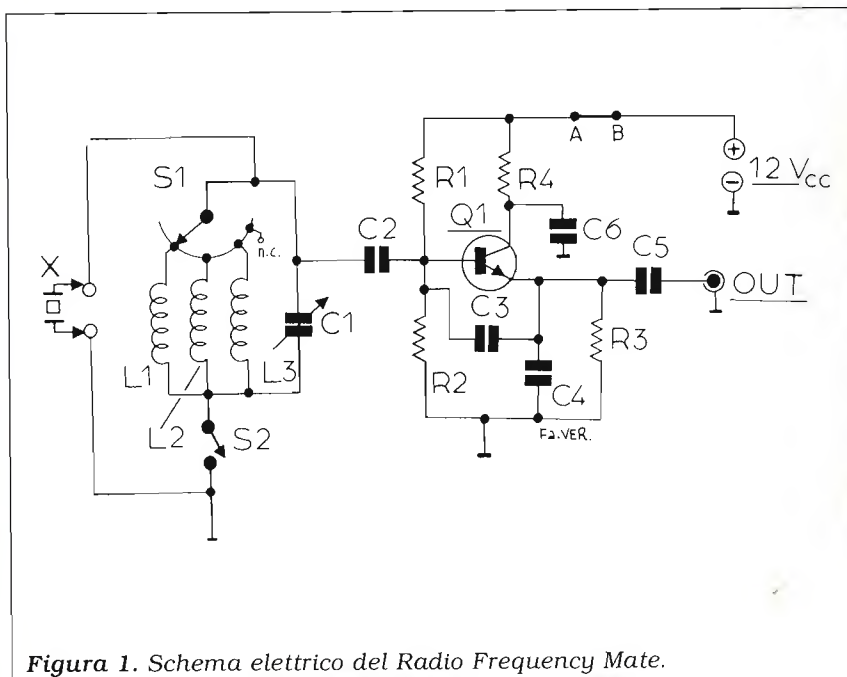 S1
R1
R4
A
B
+
-
12 Vcc
Q1
C6
C2
n.c.
X
C5
OUT
C1
C3
L1
L3
R2
C4
R3
L2
S2
Fa.VER.
Figura 1. Schema elettrico del Radio Frequency Mate.